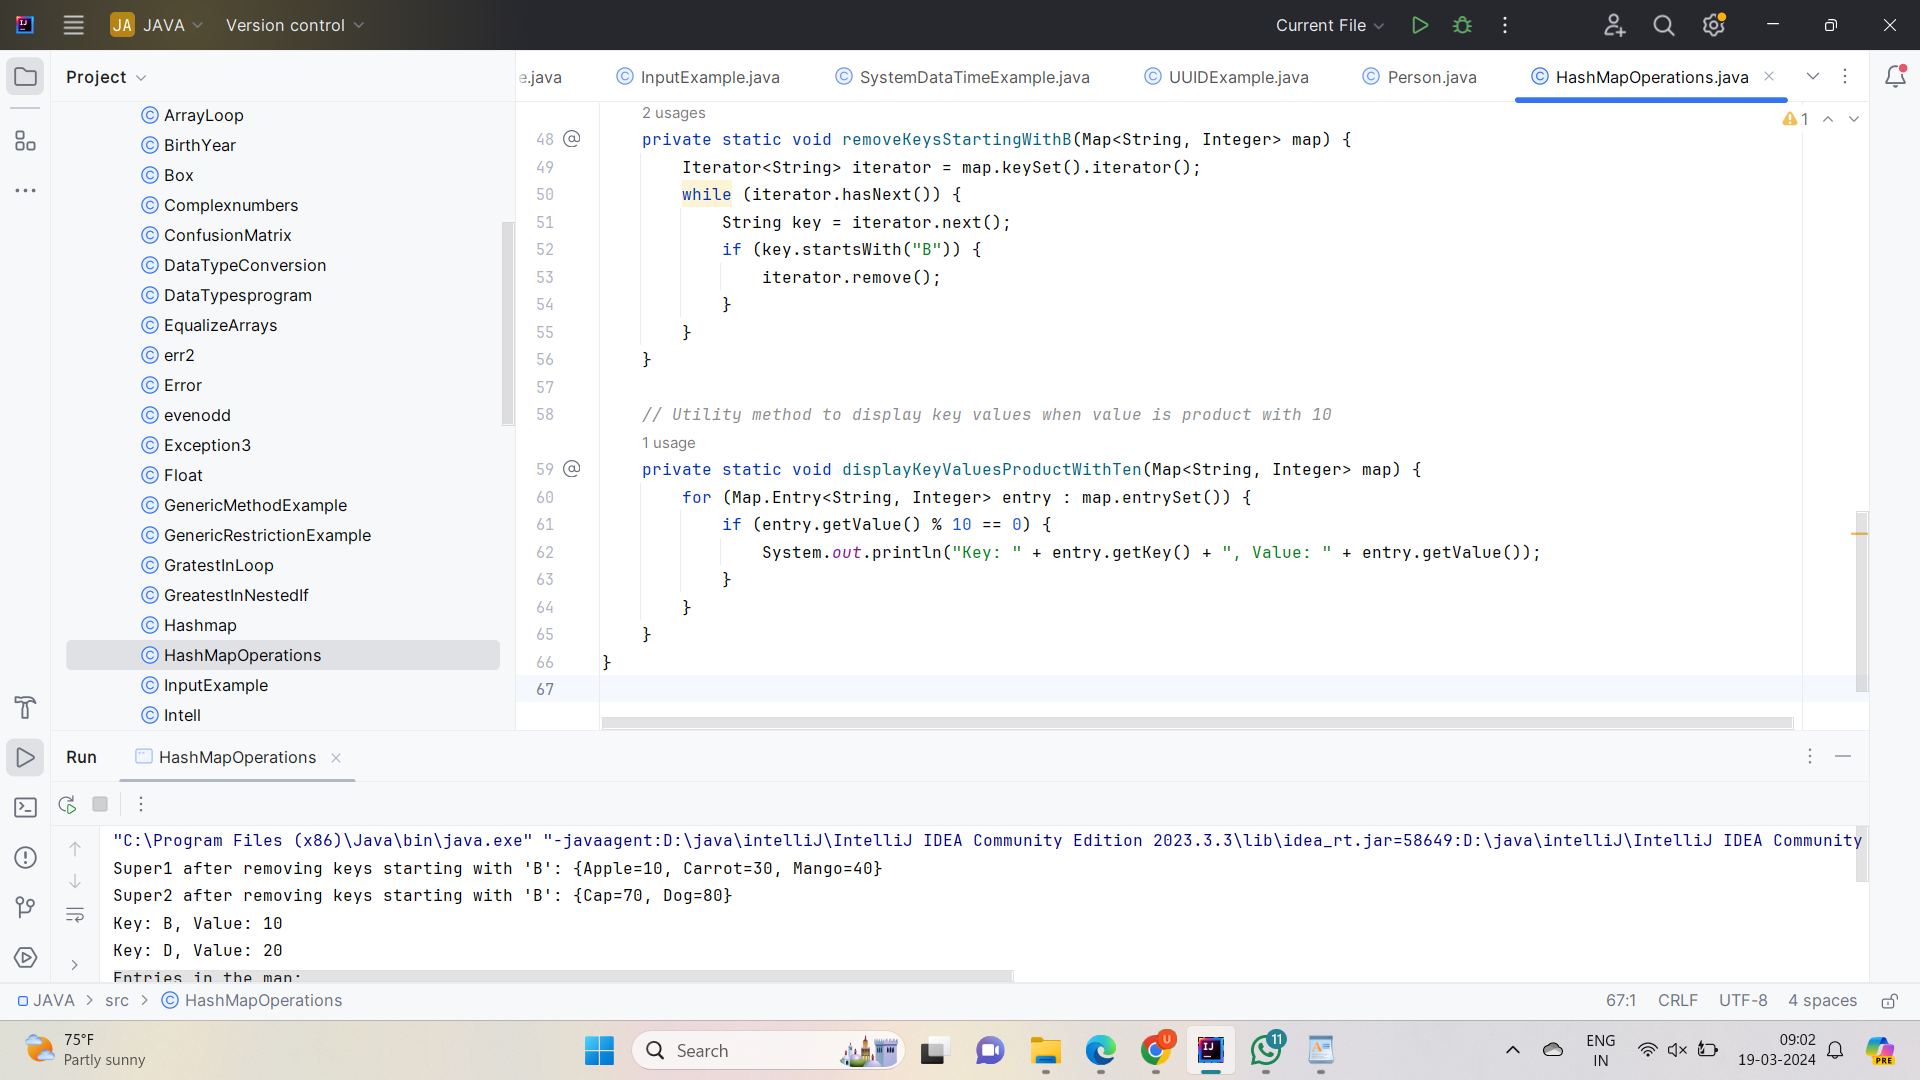 JA JAVA Version control Current File
Project
e.java InputExample.java SystemDataTimeExample.java UUIDExample.java Person.java HashMapOperations.java
ArrayLoop
BirthYear
Box
Complexnumbers
ConfusionMatrix
DataTypeConversion
DataTypesprogram
EqualizeArrays
err2
Error
evenodd
Exception3
Float
GenericMethodExample
GenericRestrictionExample
GratestInLoop
GreatestInNestedIf
Hashmap
HashMapOperations
InputExample
Intell
2 usages
1
48 @ private static void removeKeysStartingWithB(Map<String, Integer> map) {
49 Iterator<String> iterator = map.keySet().iterator();
50 while (iterator.hasNext()) {
51 String key = iterator.next();
52 if (key.startsWith("B")) {
53 iterator.remove();
54 }
55 }
56 }
57
58 // Utility method to display key values when value is product with 10
1 usage
59 @ private static void displayKeyValuesProductWithTen(Map<String, Integer> map) {
60 for (Map.Entry<String, Integer> entry : map.entrySet()) {
61 if (entry.getValue() % 10 == 0) {
62 System.out.println("Key: " + entry.getKey() + ", Value: " + entry.getValue());
63 }
64 }
65 }
66 }
67
Run HashMapOperations
"C:\Program Files (x86)\Java\bin\java.exe" "-javaagent:D:\java\intelliJ\IntelliJ IDEA Community Edition 2023.3.3\lib\idea_rt.jar=58649:D:\java\intelliJ\IntelliJ IDEA Community
Super1 after removing keys starting with 'B': {Apple=10, Carrot=30, Mango=40}
Super2 after removing keys starting with 'B': {Cap=70, Dog=80}
Key: B, Value: 10
Key: D, Value: 20
Entries in the map:
JAVA > src > HashMapOperations 67:1 CRLF UTF-8 4 spaces
75°F
Partly sunny
Search
U
11
ENG
IN
09:02
19-03-2024
PRE